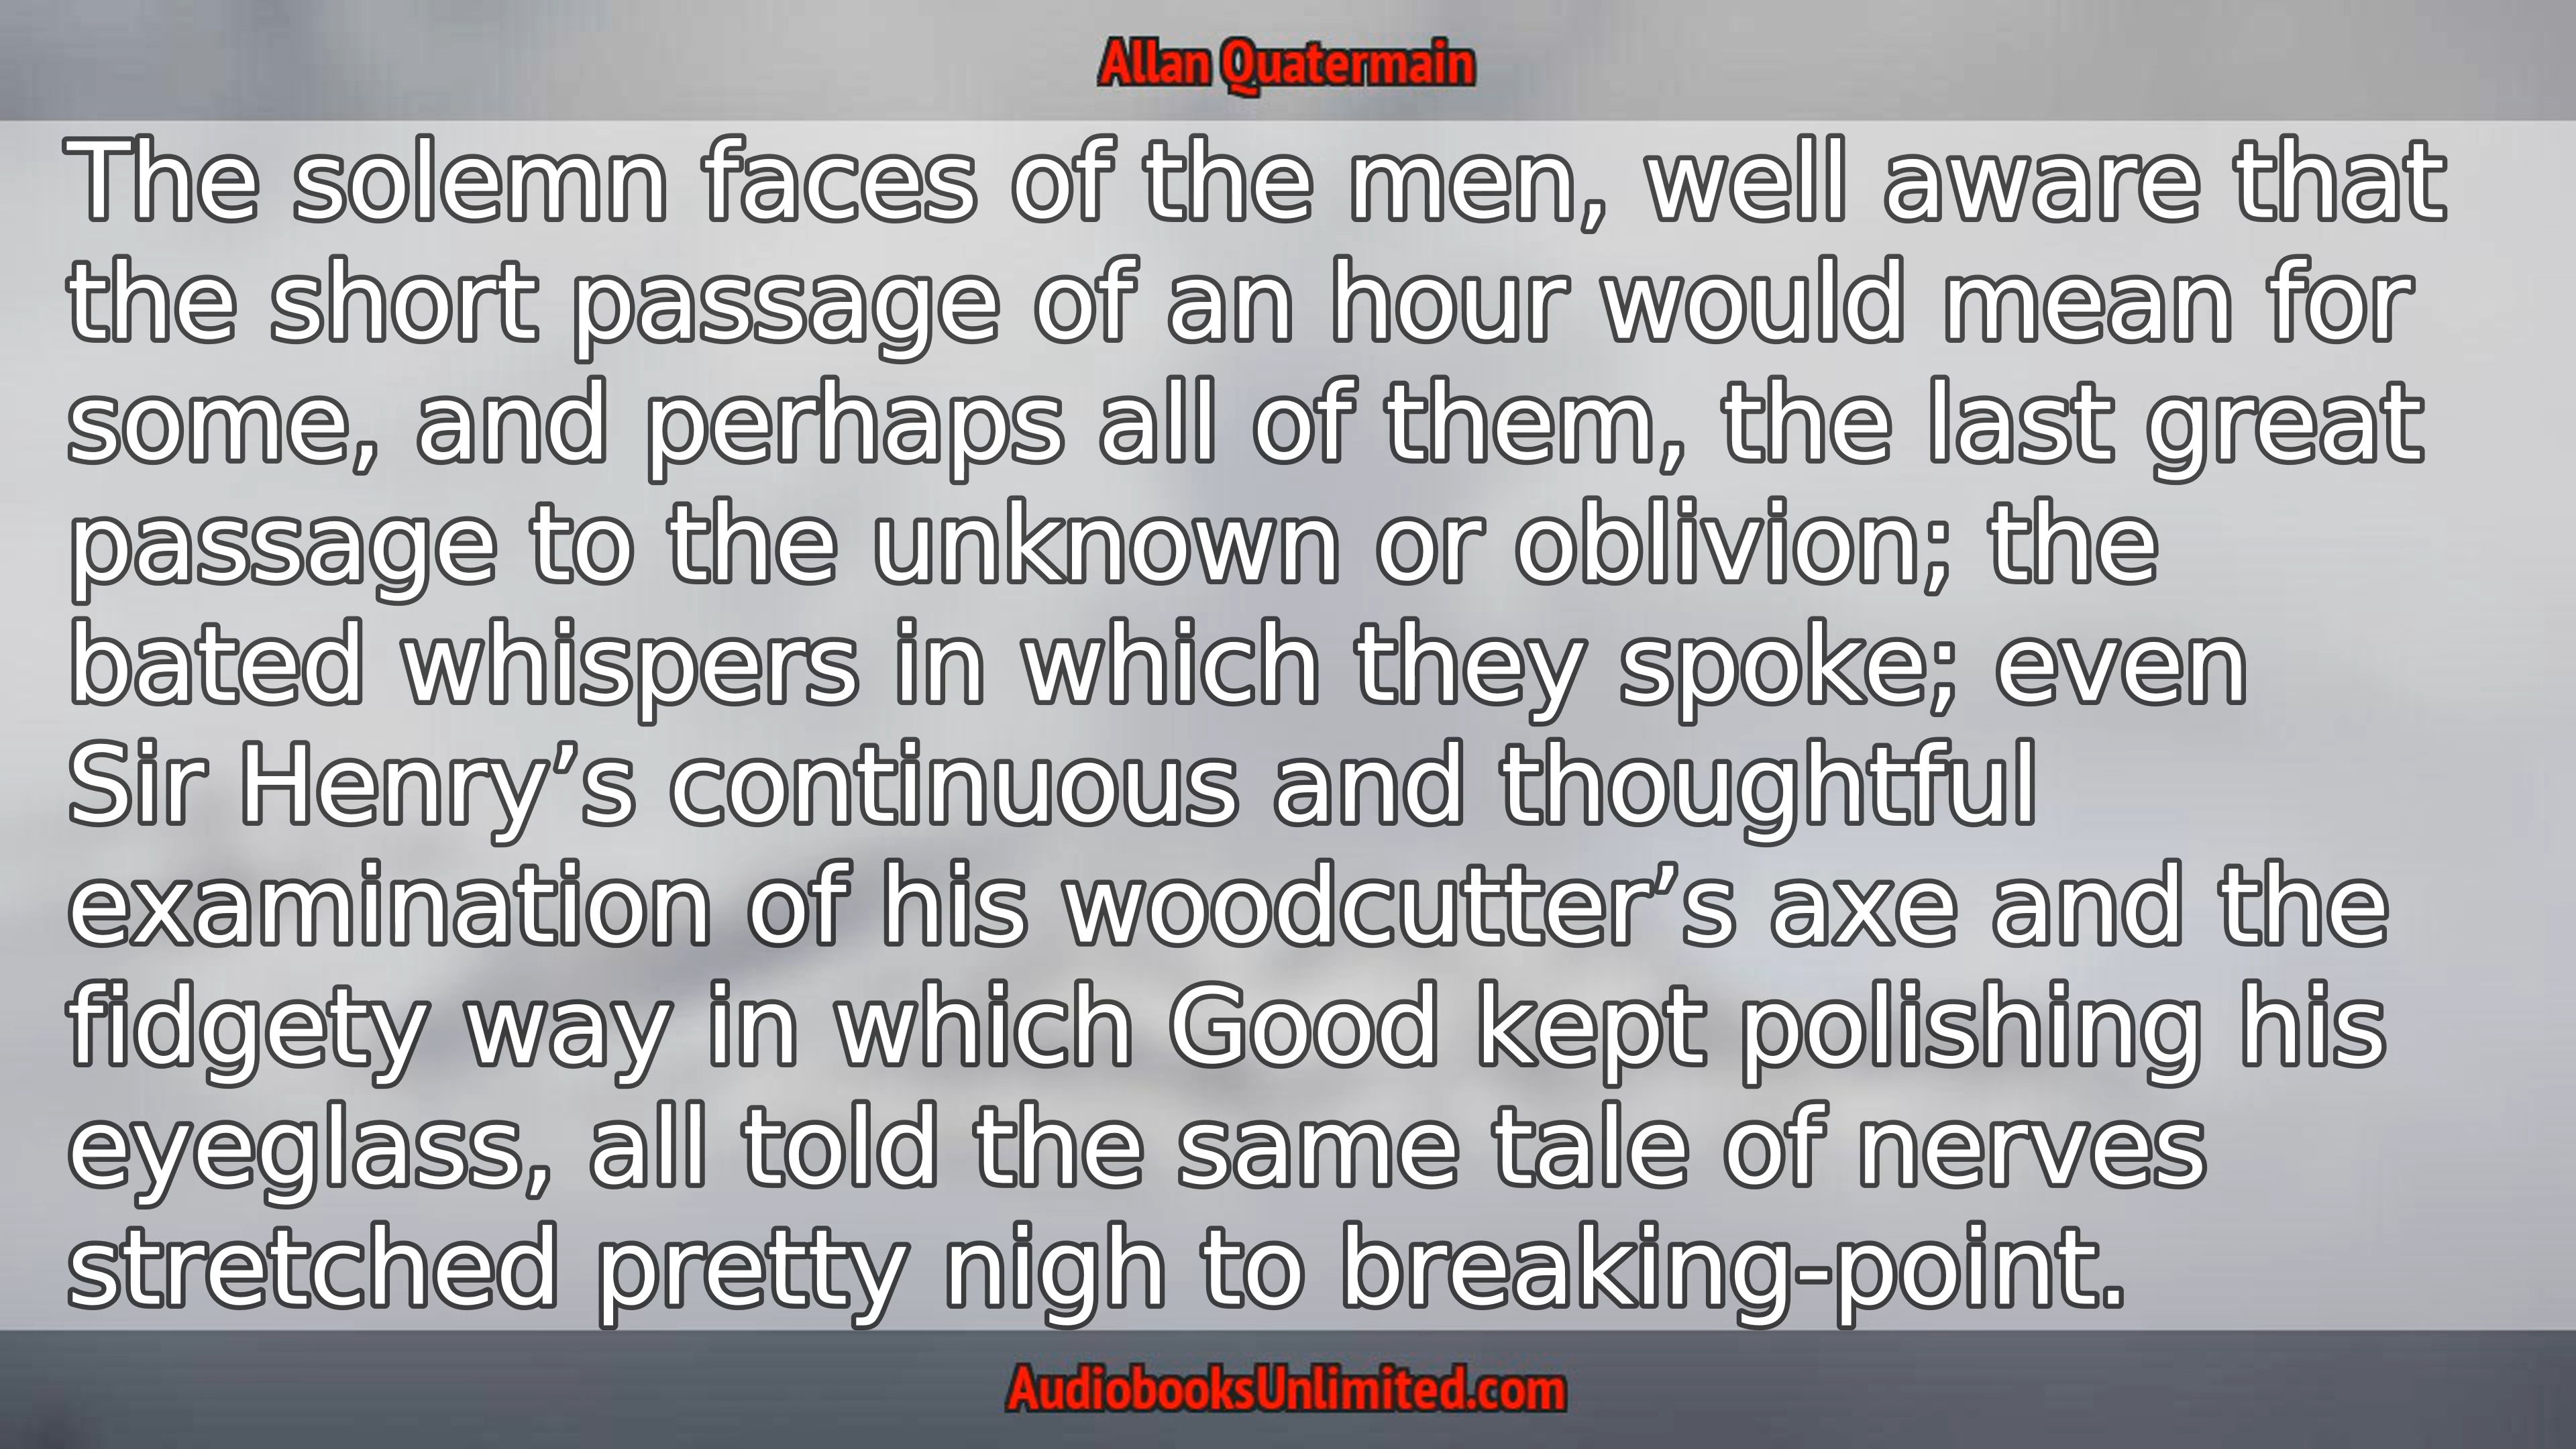 Allan Quatermain
The solemn faces of the men, well aware that
the short passage of an hour would mean for
some, and perhaps all of them, the last great
passage to the unknown or oblivion; the
bated whispers in which they spoke; even
Sir Henry’s continuous and thoughtful
examination of his woodcutter’s axe and the
fidgety way in which Good kept polishing his
eyeglass, all told the same tale of nerves
stretched pretty nigh to breaking-point.
AudiobooksUnlimited.com